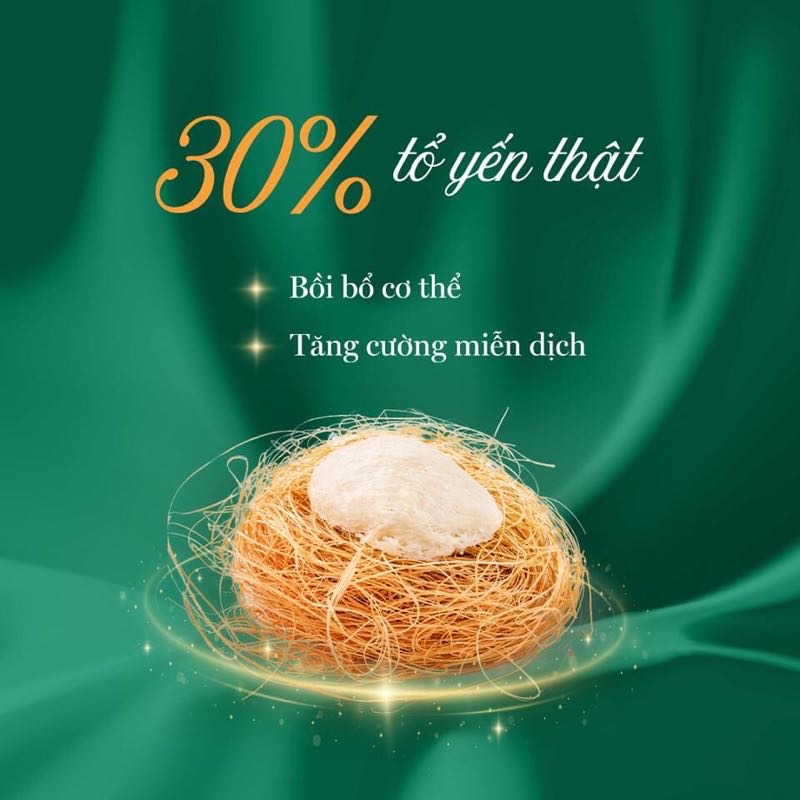 30% tổ yến thật
Bồi bổ cơ thể
Tăng cường miễn dịch